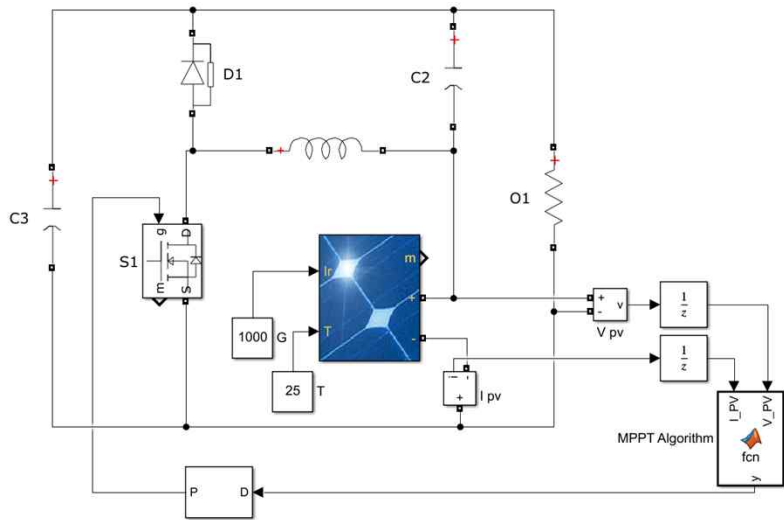 D1
C2
C3
O1
g
D
S1
m
S
Ir
m
+
T
-
1000
G
25
T
+
v
-
V pv
1
z
1
z
i
-
+
I pv
I_PV
V_PV
MPPT Algorithm
fcn
y
P
D